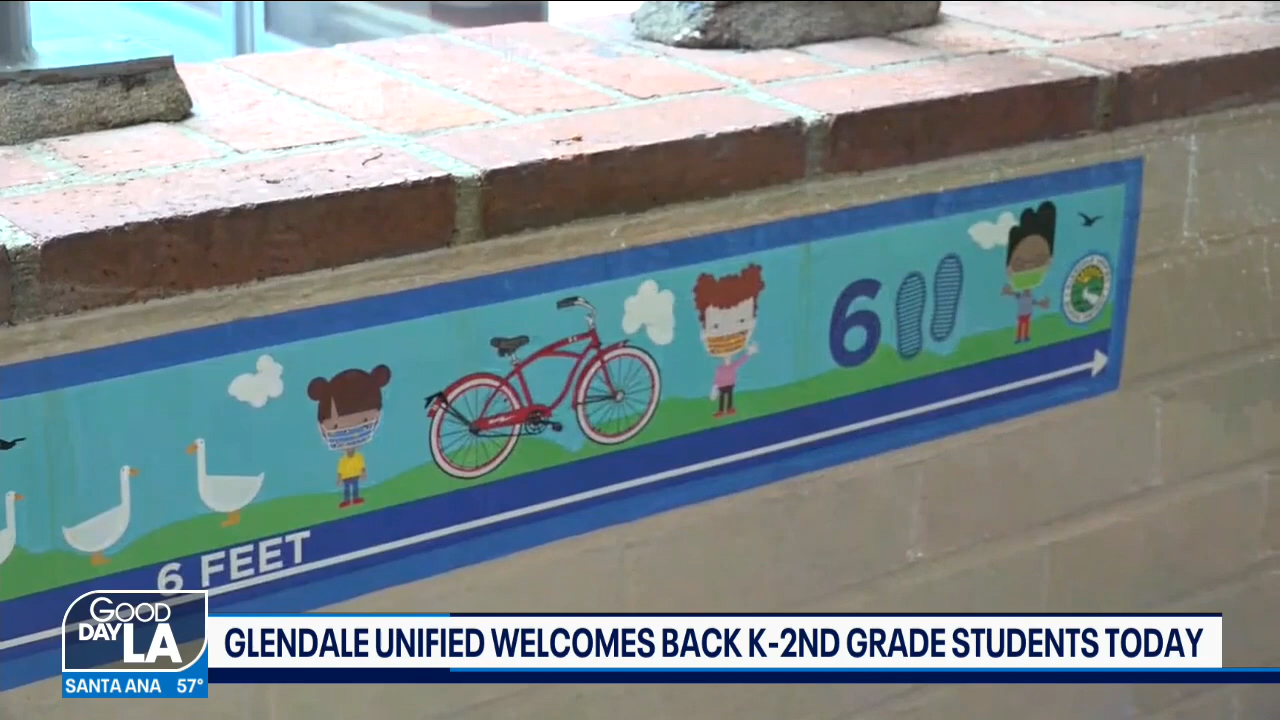 6
6 FEET
GOOD
DAY LA
GLENDALE UNIFIED WELCOMES BACK K-2ND GRADE STUDENTS TODAY
SANTA ANA 57°